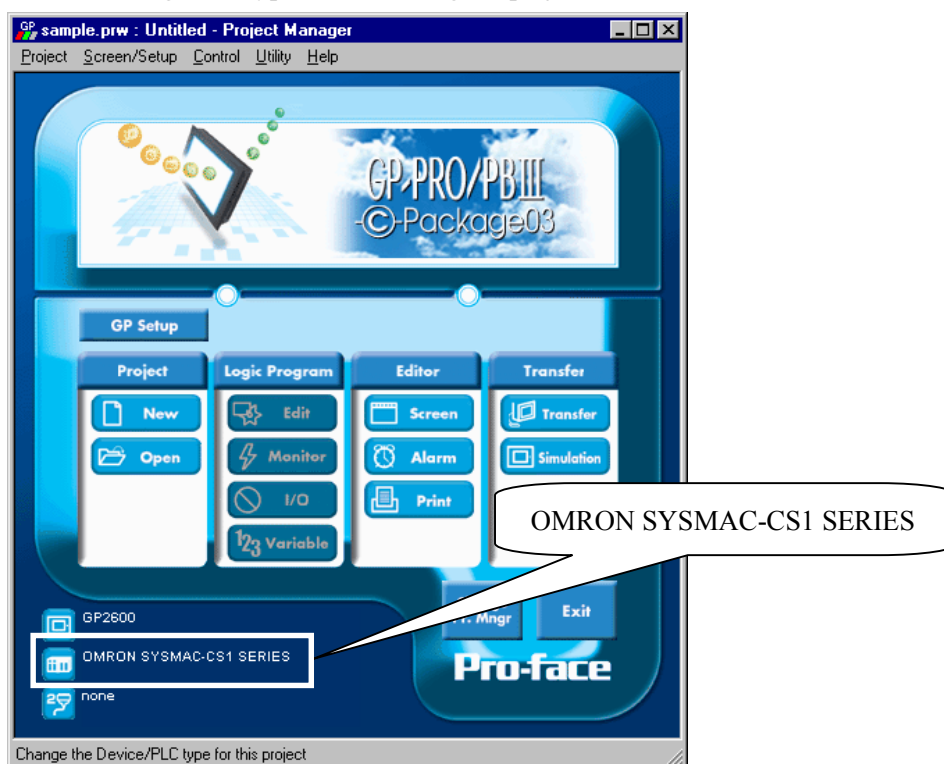 sample.prw : Untitled - Project Manager
Project Screen/Setup Control Utility Help
GP-PRO/PBIII
-C-Package03
GP Setup
Project
New
Open
Logic Program
Edit
Monitor
I/O
123 Variable
Editor
Screen
Alarm
Print
Transfer
Transfer
Simulation
OMRON SYSMAC-CS1 SERIES
Mngr
Exit
GP2600
OMRON SYSMAC-CS1 SERIES
2
none
Pro-face
Change the Device/PLC type for this project